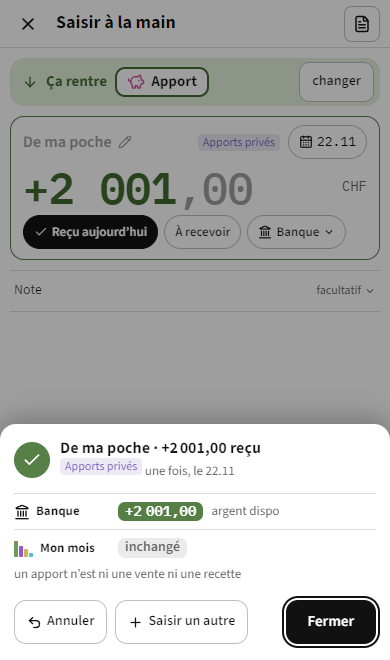 Saisir à la main
Ça rentre Apport changer
De ma poche Apports privés 22.11
+2 001,00 CHF
Reçu aujourd’hui À recevoir Banque
Note facultatif
De ma poche · +2 001,00 reçu
Apports privés une fois, le 22.11
Banque +2 001,00 argent dispo
Mon mois inchangé
un apport n’est ni une vente ni une recette
Annuler Saisir un autre Fermer